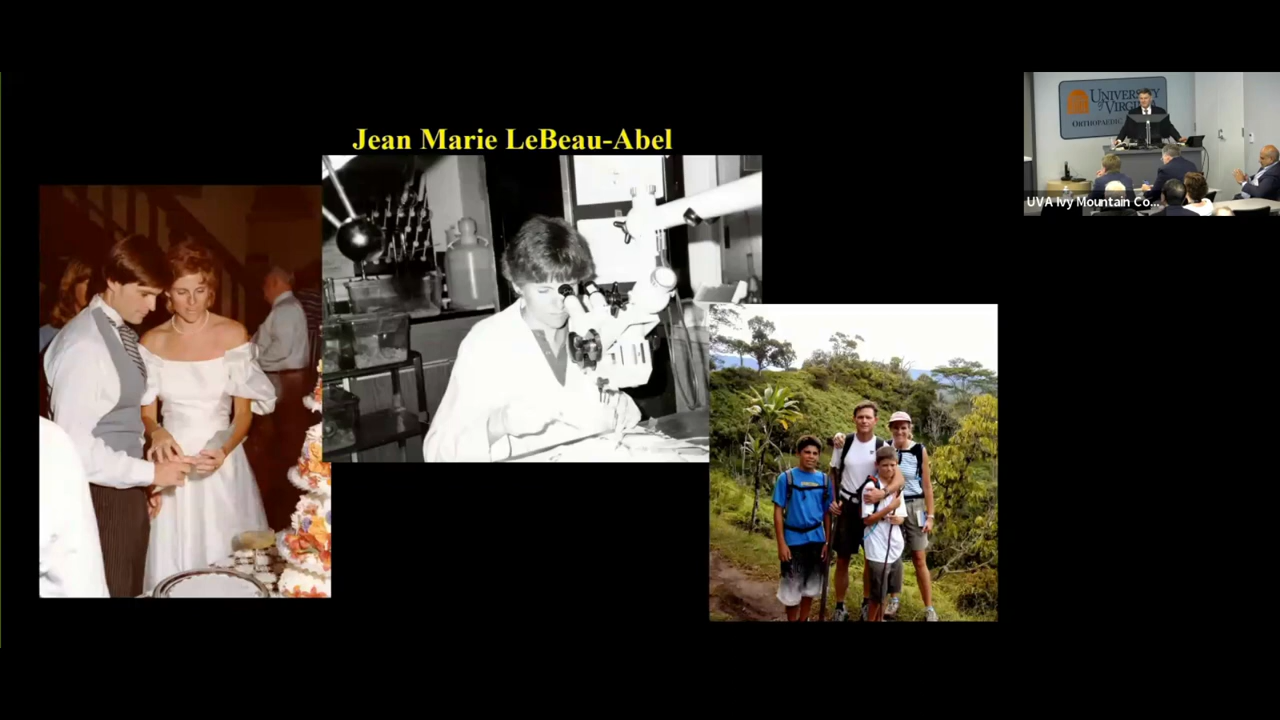 Jean Marie LeBeau-Abel
UNIVERSITY
of VIRGINIA
ORTHOPAEDIC
UVA Ivy Mountain Co...